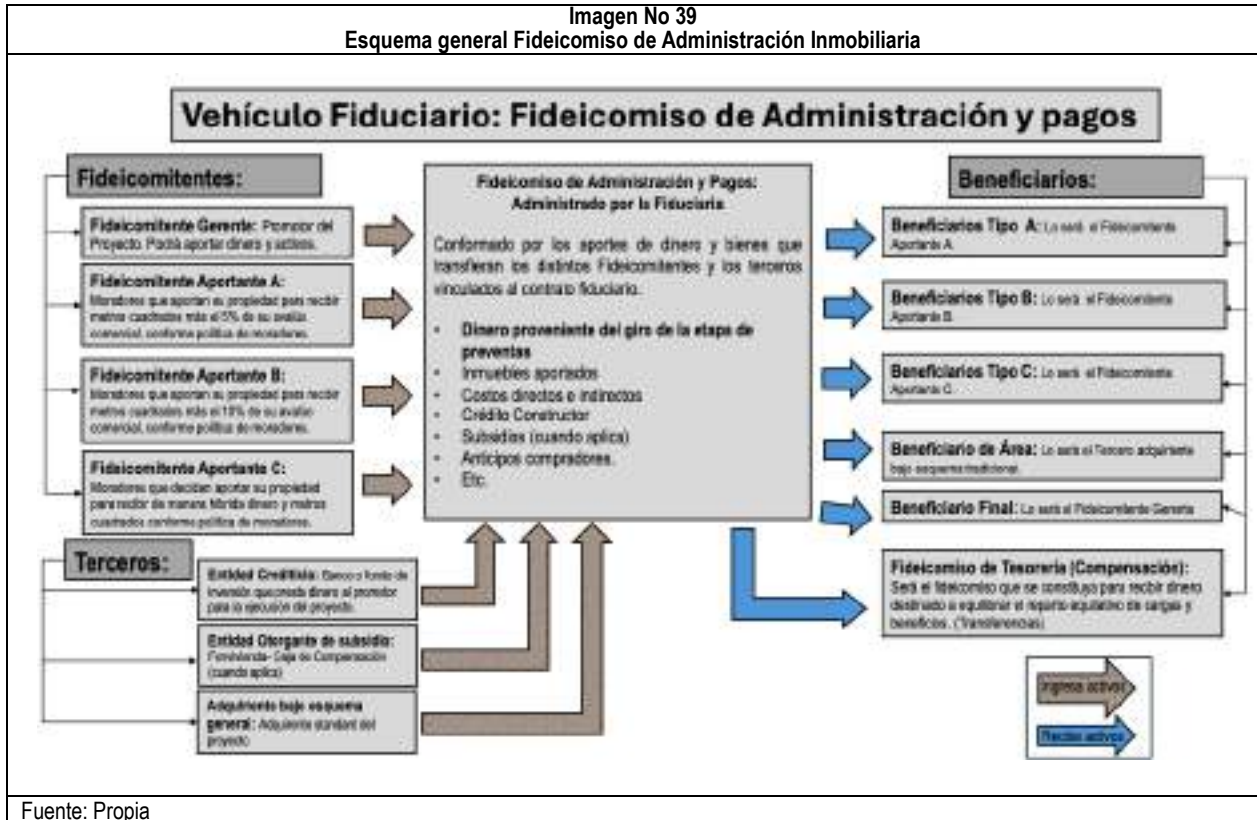 Imagen No 39
Esquema general Fideicomiso de Administración Inmobiliaria
Vehículo Fiduciario: Fideicomiso de Administración y pagos
Fideicomitentes:
Fideicomitente Gerente: Promotor del
Proyecto. Podrá aportar dinero y activos.
Fideicomitente Aportante A:
Moradores que aportan su propiedad para recibir
metros cuadrados más el 5% de su avalúo
comercial, conforme política de moradores.
Fideicomitente Aportante B:
Moradores que aportan su propiedad para recibir
metros cuadrados más el 10% de su avalúo
comercial, conforme política de moradores.
Fideicomitente Aportante C:
Moradores que decidan aportar su propiedad
para recibir de manera híbrida dinero y metros
cuadrados conforme política de moradores.
Terceros:
Entidad Crediticia: Banco o fondo de
inversión que presta dinero al promotor
para la ejecución del proyecto.
Entidad Otorgante de subsidio:
Fonvivienda- Caja de Compensación
(cuando aplica)
Adquiriente bajo esquema
general: Adquiriente standart del
proyecto
Fideicomiso de Administración y Pagos:
Administrado por la Fiduciaria
Conformado por los aportes de dinero y bienes que
transfieran los distintos Fideicomitentes y los terceros
vinculados al contrato fiduciario.
• Dinero proveniente del giro de la etapa de
preventas
• Inmuebles aportados
• Costos directos e indirectos
• Crédito Constructor
• Subsidios (cuando aplica)
• Anticipos compradores.
• Etc.
Beneficiarios:
Beneficiarios Tipo A: Lo será el Fideicomitente
Aportante A.
Beneficiarios Tipo B: Lo será el Fideicomitente
Aportante B.
Beneficiarios Tipo C: Lo será el Fideicomitente
Aportante C.
Beneficiario de Área: Lo será el Tercero adquiriente
bajo esquema tradicional.
Beneficiario Final: Lo será el Fideicomitente Gerente
Fideicomiso de Tesorería (Compensación):
Será el fideicomiso que se constituya para recibir dinero
destinado a equilibrar el reparto equitativo de cargas y
beneficios. (Transferencias)
Ingresa activos
Recibe activos
Fuente: Propia